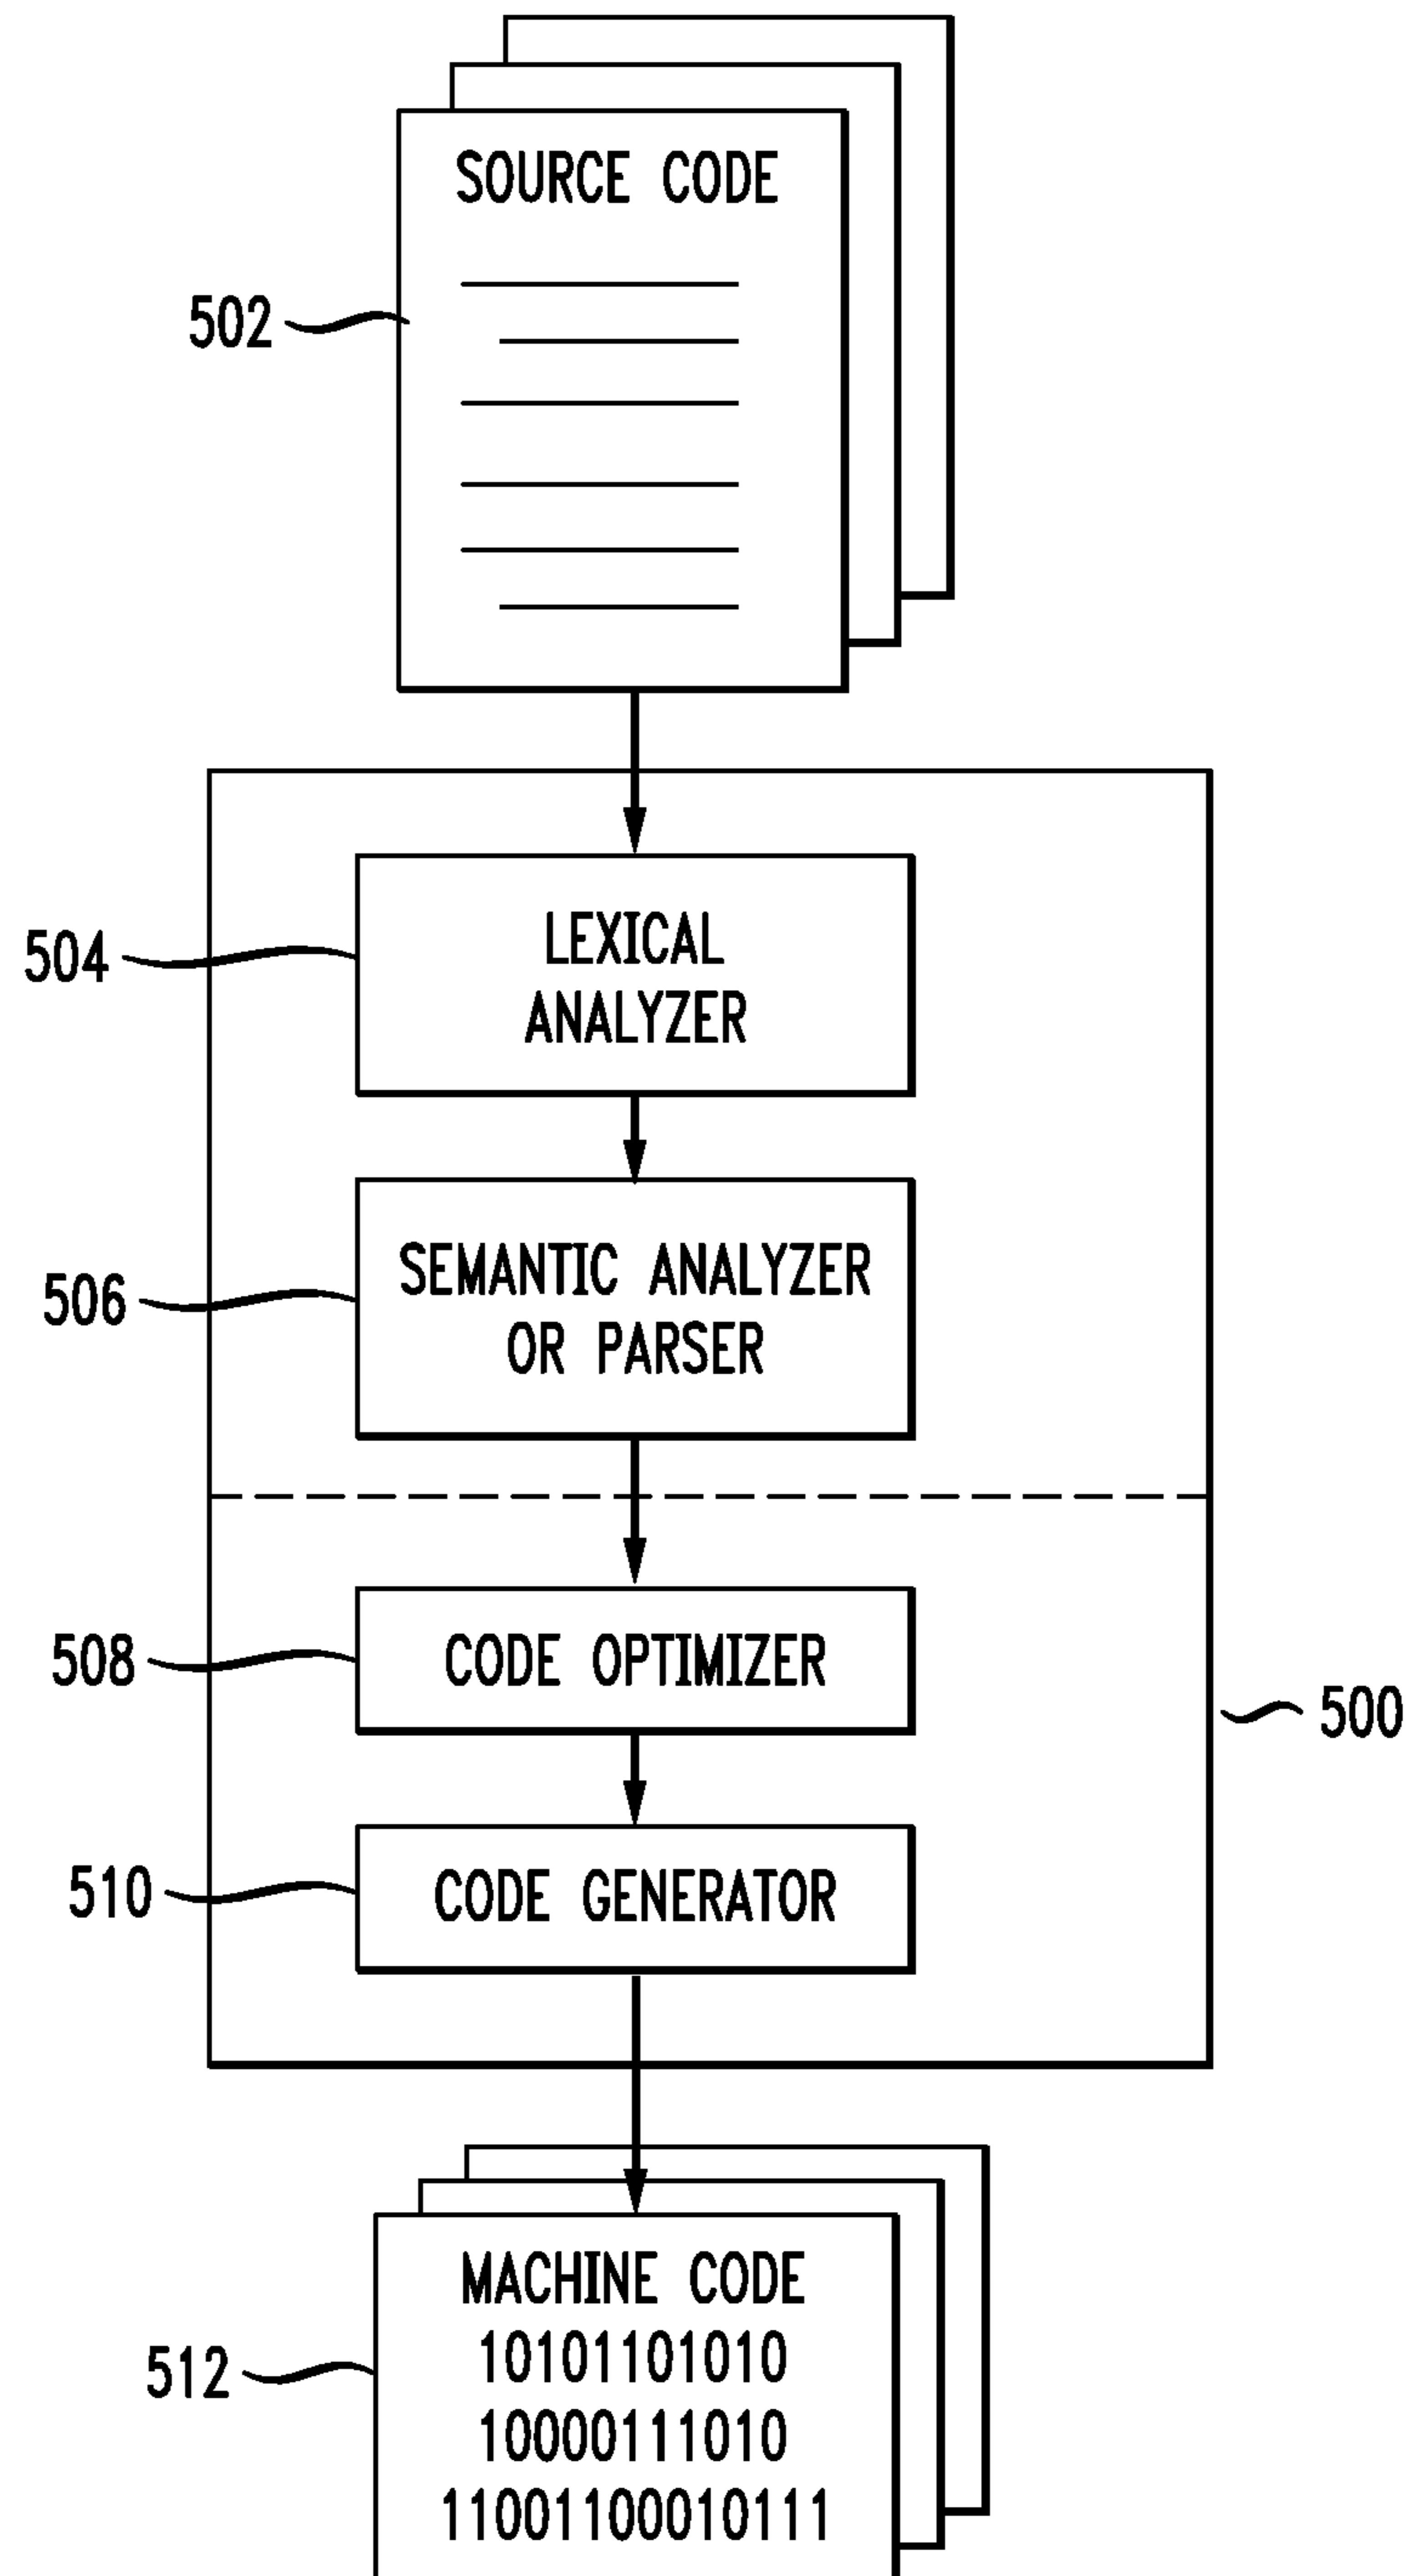 SOURCE CODE
502
504
LEXICAL
ANALYZER
506
SEMANTIC ANALYZER
OR PARSER
508
CODE OPTIMIZER
500
510
CODE GENERATOR
MACHINE CODE
10101101010
512
10000111010
11001100010111